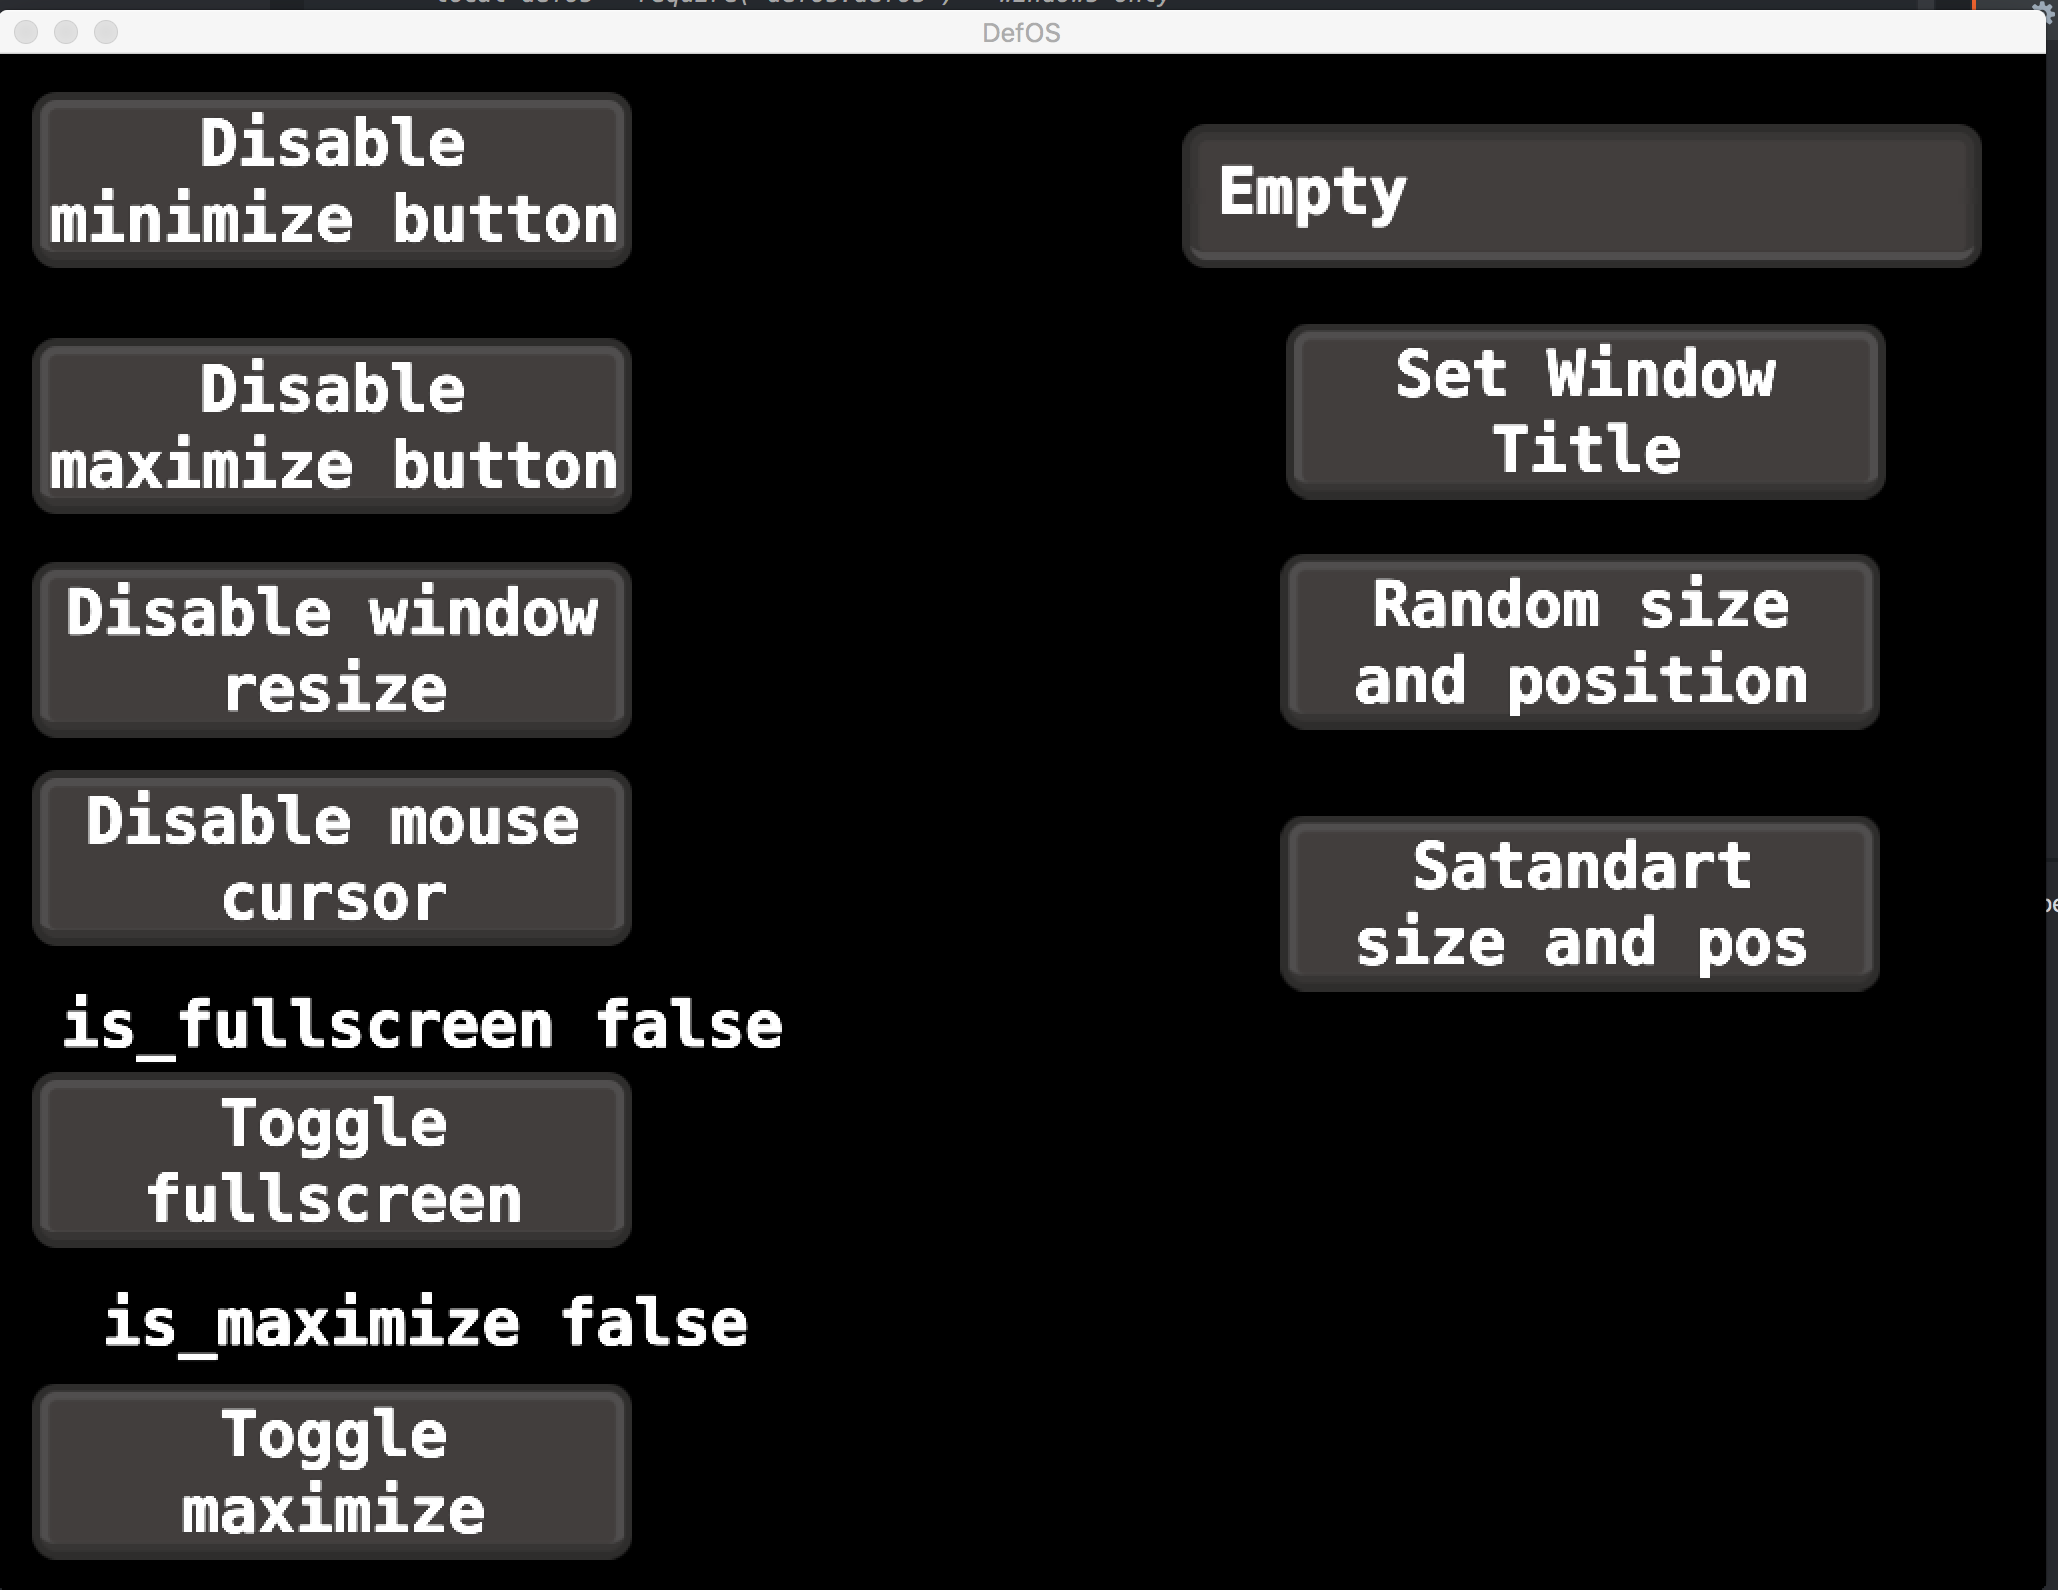 DefOS
Disable
minimize button
Disable
maximize button
Disable window
resize
Disable mouse
cursor
is_fullscreen false
Toggle
fullscreen
is_maximize false
Toggle
maximize
Empty
Set Window
Title
Random size
and position
Satandart
size and pos